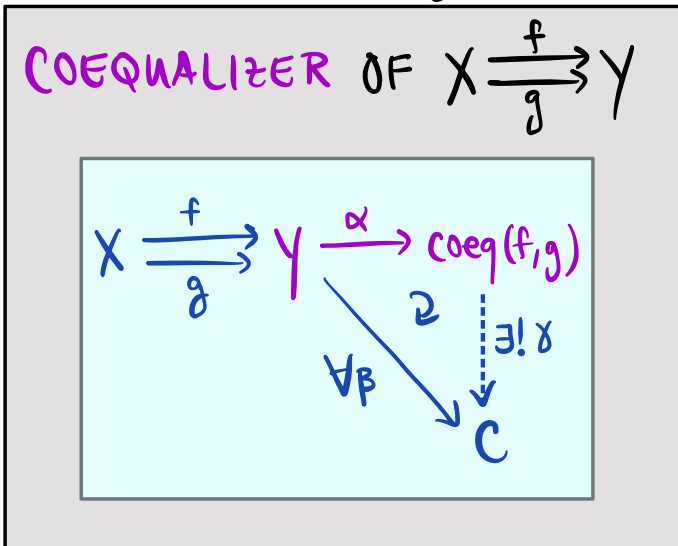 COEQUALIZER OF X f g Y
X f g Y α coeq(f,g)
∀β ∃! γ
C